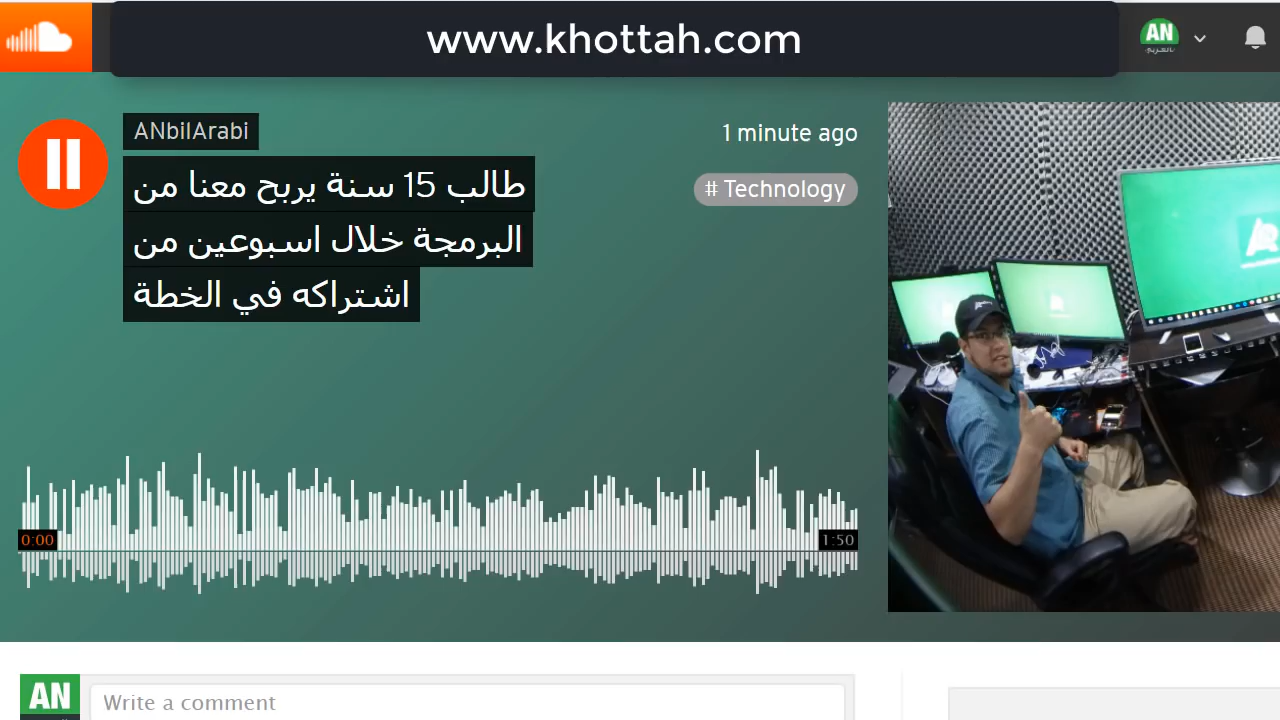 www.khottah.com
AN
بالعربي
ANbilArabi
1 minute ago
طالب 15 سنة يربح معنا من
البرمجة خلال اسبوعين من
اشتراكه في الخطة
# Technology
0:00
1:50
AN
Write a comment